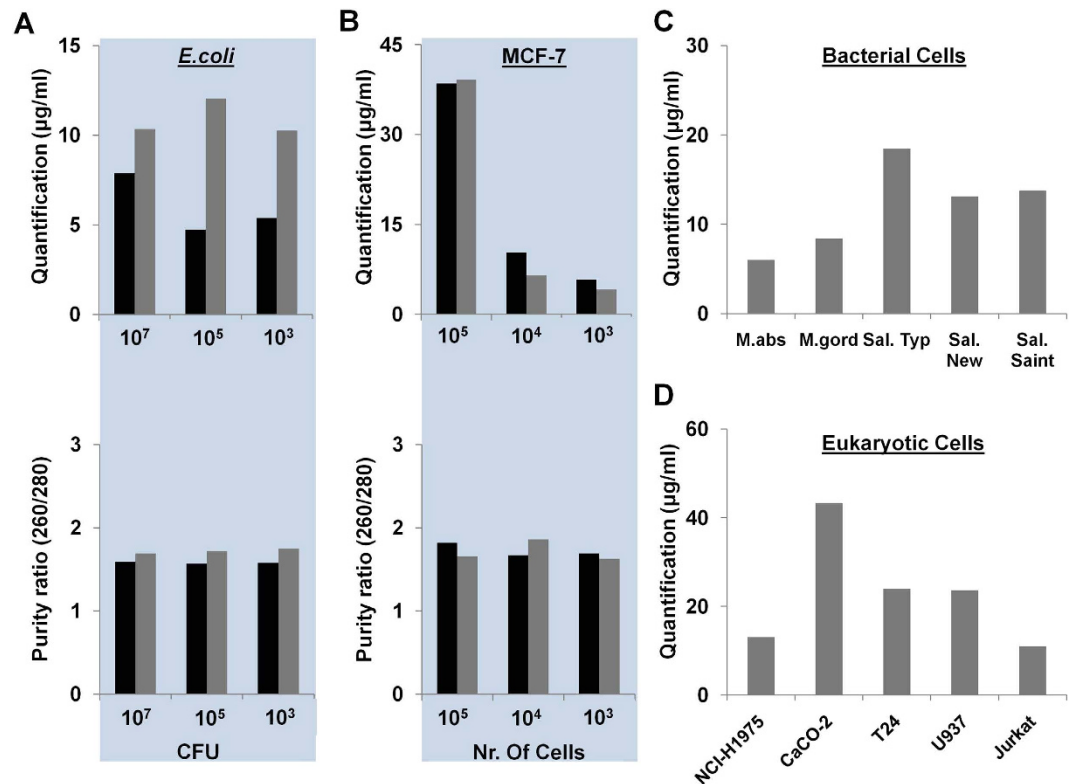 A
E.coli
Quantification (µg/ml)
15
10
5
0
10⁷ 10⁵ 10³
Purity ratio (260/280)
3
2
1
0
10⁷ 10⁵ 10³
CFU
B
MCF-7
Quantification (µg/ml)
45
30
15
0
10⁵ 10⁴ 10³
Purity ratio (260/280)
3
2
1
0
10⁵ 10⁴ 10³
Nr. Of Cells
C
Bacterial Cells
Quantification (µg/ml)
30
20
10
0
M.abs M.gord Sal. Typ Sal. New Sal. Saint
D
Eukaryotic Cells
Quantification (µg/ml)
60
40
20
0
NCI-H1975 CaCO-2 T24 U937 Jurkat